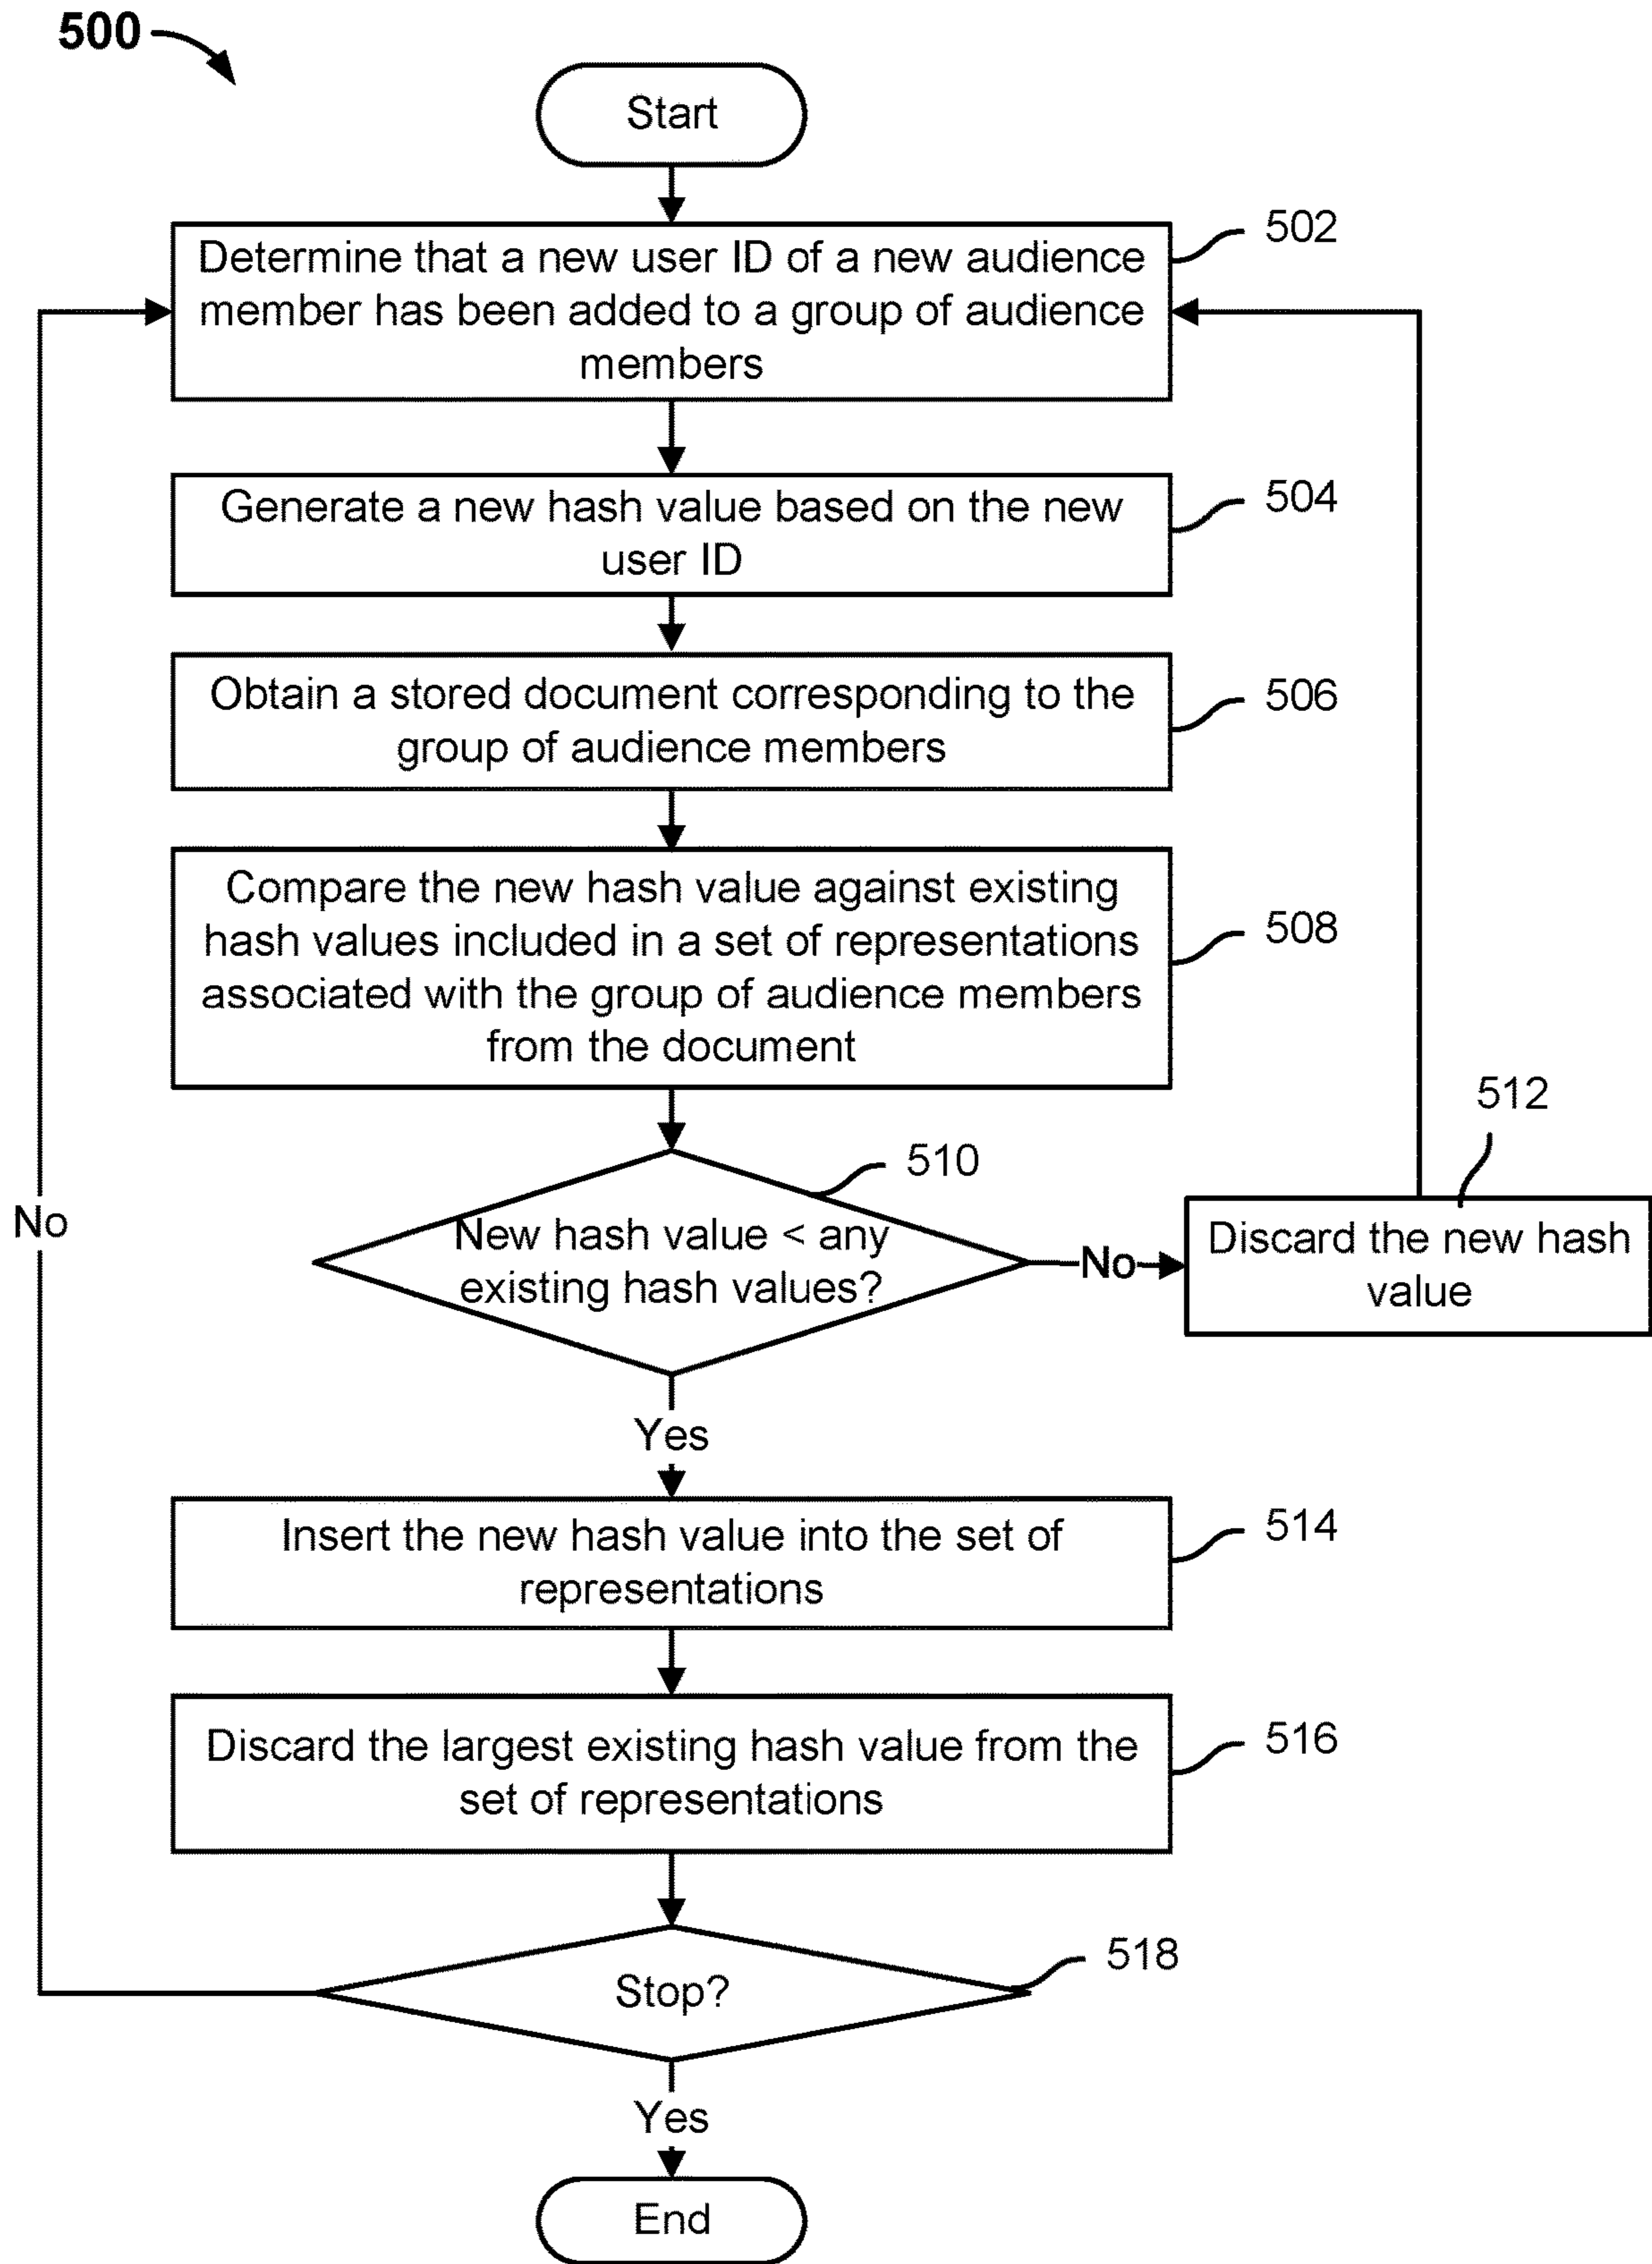 500
Start
Determine that a new user ID of a new audience
member has been added to a group of audience
members
502
Generate a new hash value based on the new
user ID
504
Obtain a stored document corresponding to the
group of audience members
506
Compare the new hash value against existing
hash values included in a set of representations
associated with the group of audience members
from the document
508
510
New hash value < any
existing hash values?
No
512
Discard the new hash
value
No
Yes
Insert the new hash value into the set of
representations
514
Discard the largest existing hash value from the
set of representations
516
Stop?
518
Yes
End